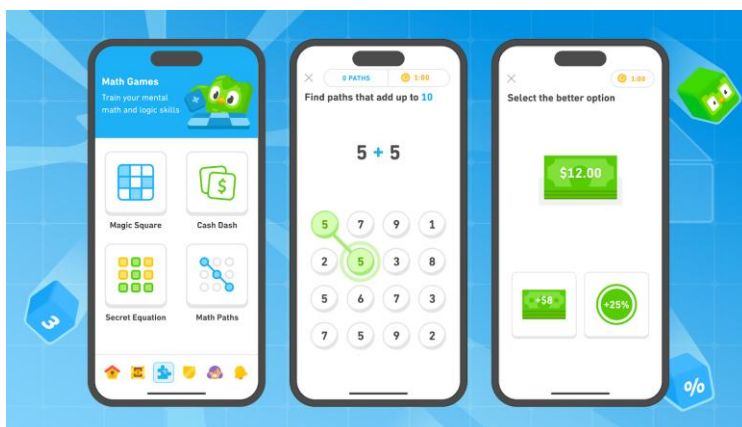 Math Games
Train your mental
math and logic skills
Magic Square
Cash Dash
Secret Equation
Math Paths
0 PATHS
1:00
Find paths that add up to 10
5 + 5
5 7 9 1
2 5 3 8
5 6 7 3
7 5 9 2
1:00
Select the better option
$12.00
+$8
+25%
3
%